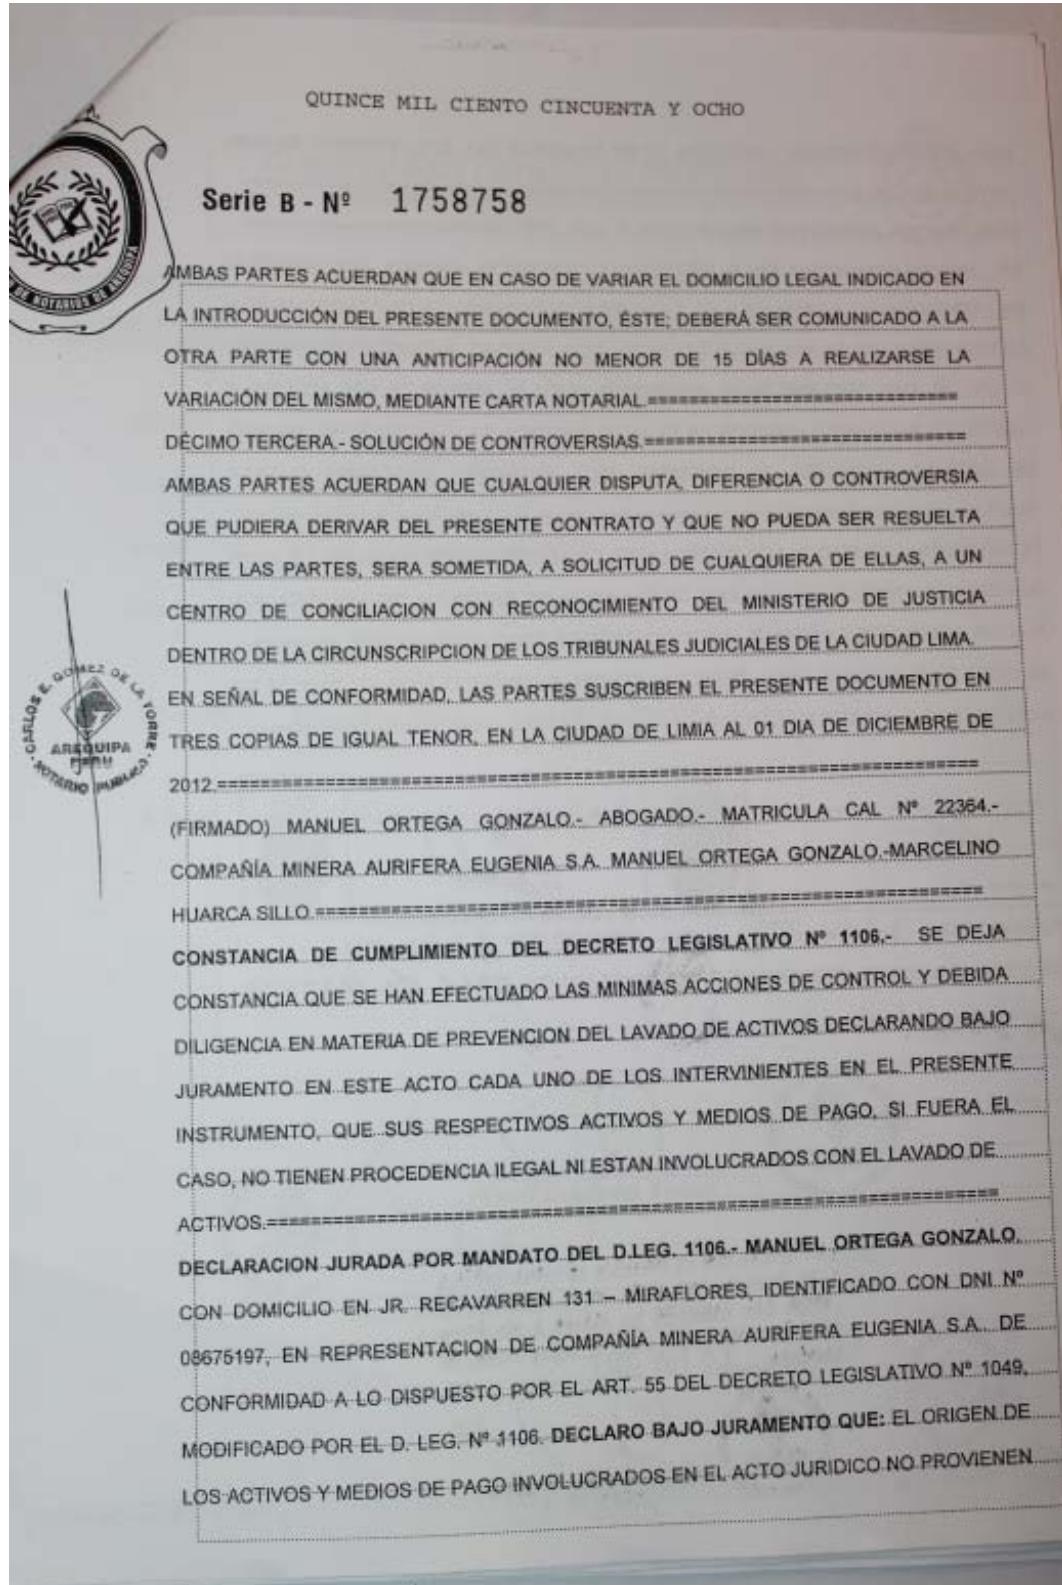 QUINCE MIL CIENTO CINCUENTA Y OCHO
Serie B - Nº 1758758
DE NOTARIOS DE AREQUIPA
AMBAS PARTES ACUERDAN QUE EN CASO DE VARIAR EL DOMICILIO LEGAL INDICADO EN
LA INTRODUCCIÓN DEL PRESENTE DOCUMENTO, ÉSTE; DEBERÁ SER COMUNICADO A LA
OTRA PARTE CON UNA ANTICIPACIÓN NO MENOR DE 15 DÍAS A REALIZARSE LA
VARIACIÓN DEL MISMO, MEDIANTE CARTA NOTARIAL.==============================
DÉCIMO TERCERA.- SOLUCIÓN DE CONTROVERSIAS.===============================
AMBAS PARTES ACUERDAN QUE CUALQUIER DISPUTA, DIFERENCIA O CONTROVERSIA
QUE PUDIERA DERIVAR DEL PRESENTE CONTRATO Y QUE NO PUEDA SER RESUELTA
ENTRE LAS PARTES, SERA SOMETIDA, A SOLICITUD DE CUALQUIERA DE ELLAS, A UN
CENTRO DE CONCILIACION CON RECONOCIMIENTO DEL MINISTERIO DE JUSTICIA
DENTRO DE LA CIRCUNSCRIPCION DE LOS TRIBUNALES JUDICIALES DE LA CIUDAD LIMA.
EN SEÑAL DE CONFORMIDAD, LAS PARTES SUSCRIBEN EL PRESENTE DOCUMENTO EN
TRES COPIAS DE IGUAL TENOR, EN LA CIUDAD DE LIMIA AL 01 DIA DE DICIEMBRE DE
2012.=======================================================================
CARLOS E. GOMEZ DE LA TORRE
AREQUIPA
PERU
NOTARIO PUBLICO
(FIRMADO) MANUEL ORTEGA GONZALO.- ABOGADO.- MATRICULA CAL Nº 22364.-
COMPAÑÍA MINERA AURIFERA EUGENIA S.A. MANUEL ORTEGA GONZALO.-MARCELINO
HUARCA SILLO.==============================================================
CONSTANCIA DE CUMPLIMIENTO DEL DECRETO LEGISLATIVO Nº 1106.- SE DEJA
CONSTANCIA QUE SE HAN EFECTUADO LAS MINIMAS ACCIONES DE CONTROL Y DEBIDA
DILIGENCIA EN MATERIA DE PREVENCION DEL LAVADO DE ACTIVOS DECLARANDO BAJO
JURAMENTO EN ESTE ACTO CADA UNO DE LOS INTERVINIENTES EN EL PRESENTE
INSTRUMENTO, QUE SUS RESPECTIVOS ACTIVOS Y MEDIOS DE PAGO, SI FUERA EL
CASO, NO TIENEN PROCEDENCIA ILEGAL NI ESTAN INVOLUCRADOS CON EL LAVADO DE
ACTIVOS.====================================================================
DECLARACION JURADA POR MANDATO DEL D.LEG. 1106.- MANUEL ORTEGA GONZALO,
CON DOMICILIO EN JR. RECAVARREN 131 – MIRAFLORES, IDENTIFICADO CON DNI Nº
08675197, EN REPRESENTACION DE COMPAÑÍA MINERA AURIFERA EUGENIA S.A. DE
CONFORMIDAD A LO DISPUESTO POR EL ART. 55 DEL DECRETO LEGISLATIVO Nº 1049,
MODIFICADO POR EL D. LEG. Nº 1106. DECLARO BAJO JURAMENTO QUE: EL ORIGEN DE
LOS ACTIVOS Y MEDIOS DE PAGO INVOLUCRADOS EN EL ACTO JURIDICO NO PROVIENEN